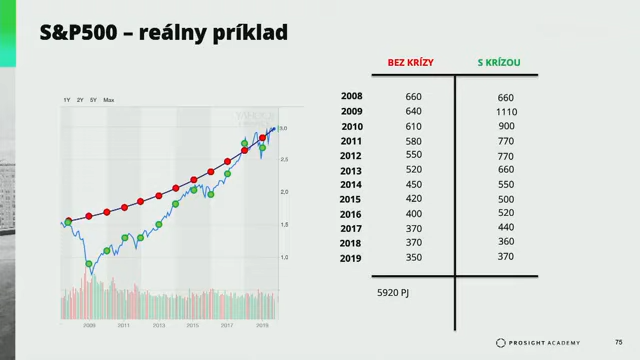 S&P500 – reálny príklad
BEZ KRÍZY S KRÍZOU
1Y 2Y 5Y Max
2008 660 660
2009 640 1110
2010 610 900
2011 580 770
2012 550 770
2013 520 660
2014 450 550
2015 420 500
2016 400 520
2017 370 440
2018 370 360
2019 350 370
5920 PJ
3,0
2,5
2,0
1,5
1,0
2009 2011 2013 2015 2017 2019
PROSIGHT ACADEMY 75